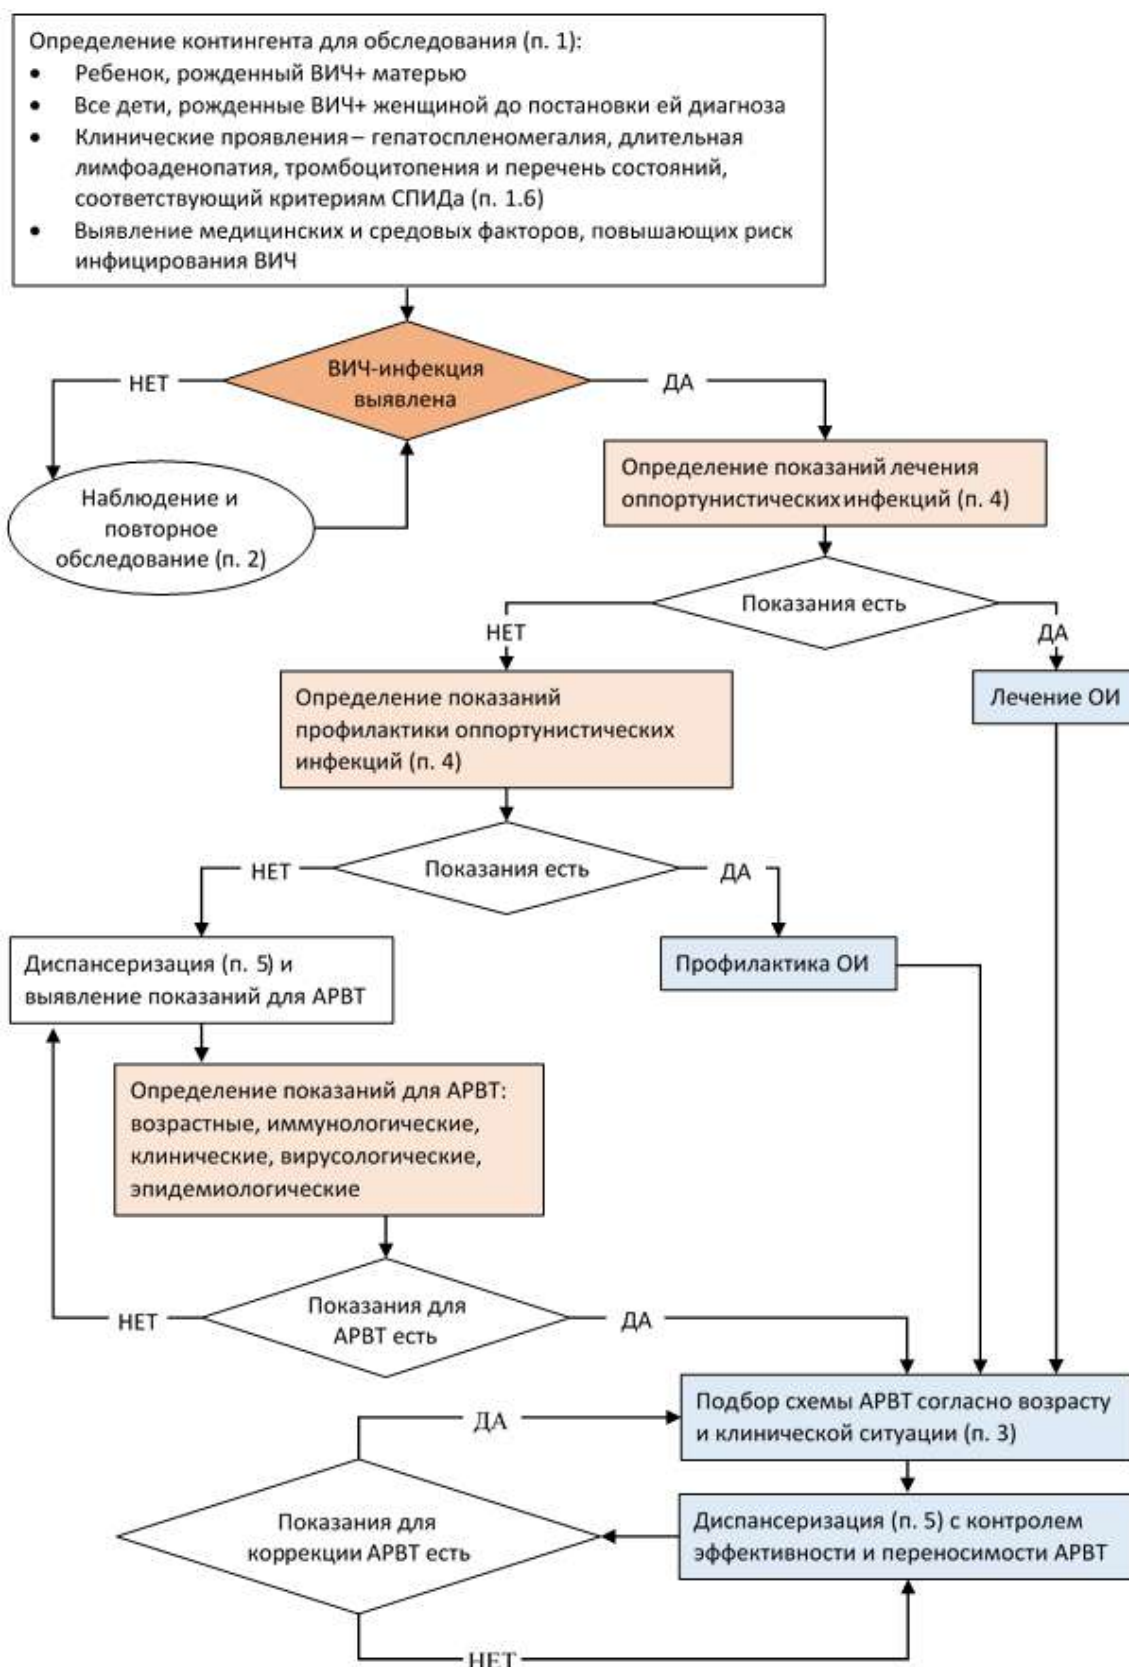 Определение контингента для обследования (п. 1):
• Ребенок, рожденный ВИЧ+ матерью
• Все дети, рожденные ВИЧ+ женщиной до постановки ей диагноза
• Клинические проявления – гепатоспленомегалия, длительная
лимфоаденопатия, тромбоцитопения и перечень состояний,
соответствующий критериям СПИДа (п. 1.6)
• Выявление медицинских и средовых факторов, повышающих риск
инфицирования ВИЧ
ВИЧ-инфекция
выявлена
НЕТ
ДА
Наблюдение и
повторное
обследование (п. 2)
Определение показаний лечения
оппортунистических инфекций (п. 4)
Показания есть
НЕТ
ДА
Определение показаний
профилактики оппортунистических
инфекций (п. 4)
Лечение ОИ
Показания есть
НЕТ
ДА
Диспансеризация (п. 5) и
выявление показаний для АРВТ
Профилактика ОИ
Определение показаний для АРВТ:
возрастные, иммунологические,
клинические, вирусологические,
эпидемиологические
Показания для
АРВТ есть
НЕТ
ДА
Подбор схемы АРВТ согласно возрасту
и клинической ситуации (п. 3)
ДА
Показания для
коррекции АРВТ есть
Диспансеризация (п. 5) с контролем
эффективности и переносимости АРВТ
НЕТ